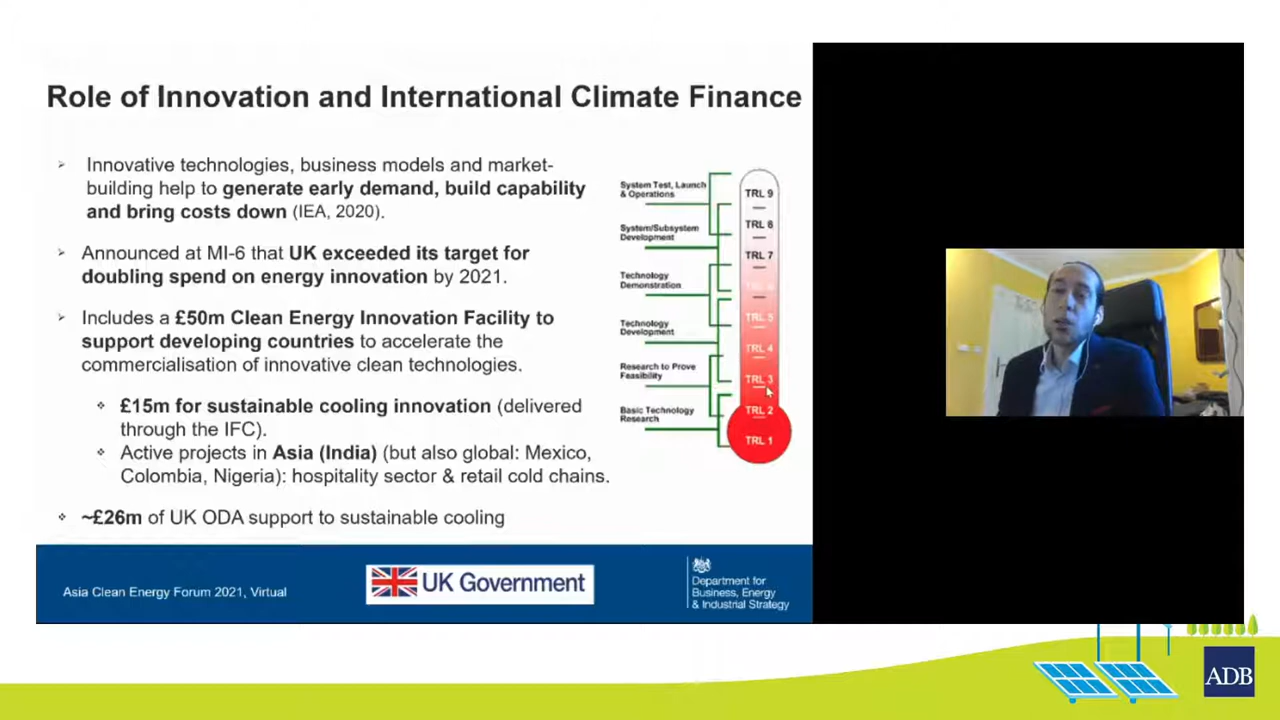 Role of Innovation and International Climate Finance
Innovative technologies, business models and market-
building help to generate early demand, build capability
and bring costs down (IEA, 2020).
Announced at MI-6 that UK exceeded its target for
doubling spend on energy innovation by 2021.
Includes a £50m Clean Energy Innovation Facility to
support developing countries to accelerate the
commercialisation of innovative clean technologies.
£15m for sustainable cooling innovation (delivered
through the IFC).
Active projects in Asia (India) (but also global: Mexico,
Colombia, Nigeria): hospitality sector & retail cold chains.
~£26m of UK ODA support to sustainable cooling
System Test, Launch
& Operations
System/Subsystem
Development
Technology
Demonstration
Technology
Development
Research to Prove
Feasibility
Basic Technology
Research
TRL 9
TRL 8
TRL 7
TRL 6
TRL 5
TRL 4
TRL 3
TRL 2
TRL 1
Asia Clean Energy Forum 2021, Virtual
UK Government
Department for
Business, Energy
& Industrial Strategy
ADB